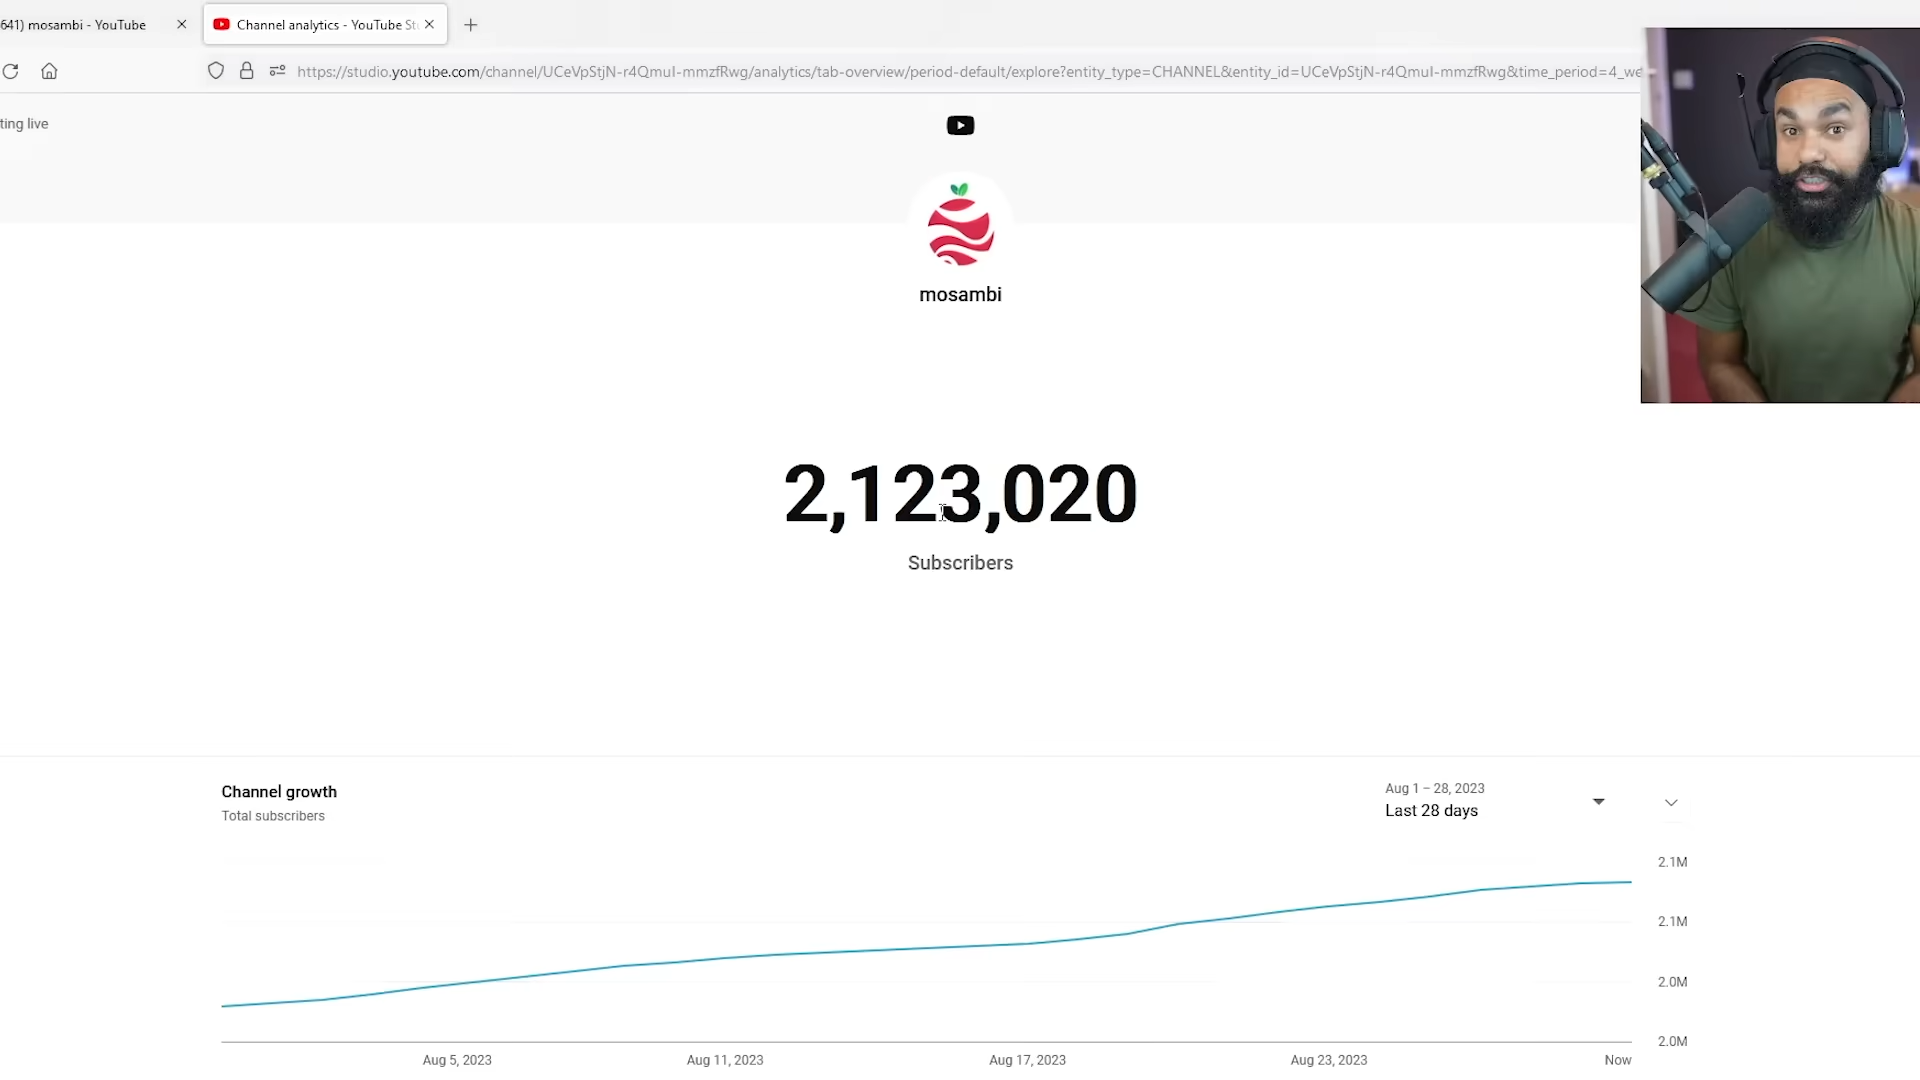 641) mosambi - YouTube
Channel analytics - YouTube St
https://studio.youtube.com/channel/UCeVpStjN-r4QmuI-mmzfRwg/analytics/tab-overview/period-default/explore?entity_type=CHANNEL&entity_id=UCeVpStjN-r4QmuI-mmzfRwg&time_period=4_we
ting live
mosambi
2,123,020
Subscribers
Channel growth
Total subscribers
Aug 1 – 28, 2023
Last 28 days
2.1M
2.1M
2.0M
2.0M
Aug 5, 2023
Aug 11, 2023
Aug 17, 2023
Aug 23, 2023
Now